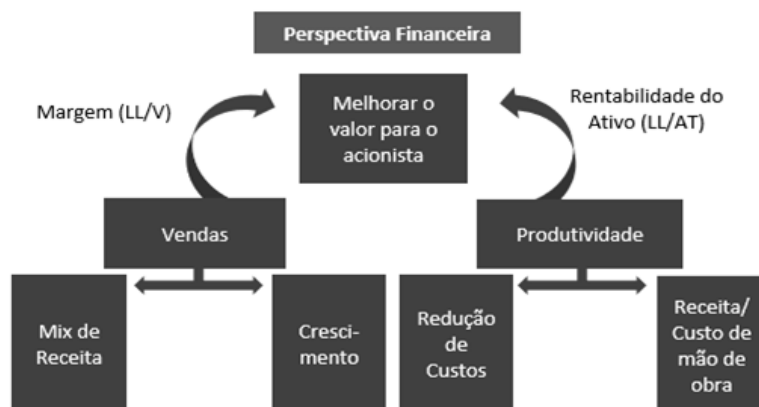 Perspectiva Financeira
Margem (LL/V)
Melhorar o
valor para o
acionista
Rentabilidade do
Ativo (LL/AT)
Vendas
Produtividade
Mix de
Receita
Cresci-
mento
Redução
de
Custos
Receita/
Custo de
mão de
obra